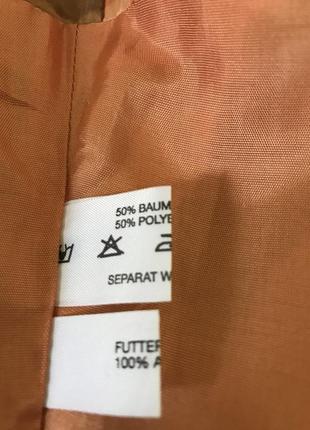 50% BAUM
50% POLYE
SEPARAT W
FUTTER
100% A